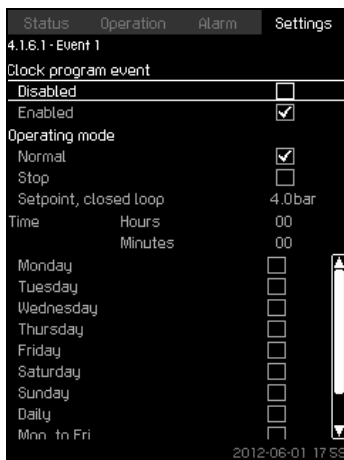 Status Operation Alarm Settings
4.1.6.1 - Event 1
Clock program event
Disabled
Enabled
Operating mode
Normal
Stop
Setpoint, closed loop 4.0bar
Time Hours 00
Minutes 00
Monday
Tuesday
Wednesday
Thursday
Friday
Saturday
Sunday
Daily
Mon. to Fri
2012-06-01 17:55